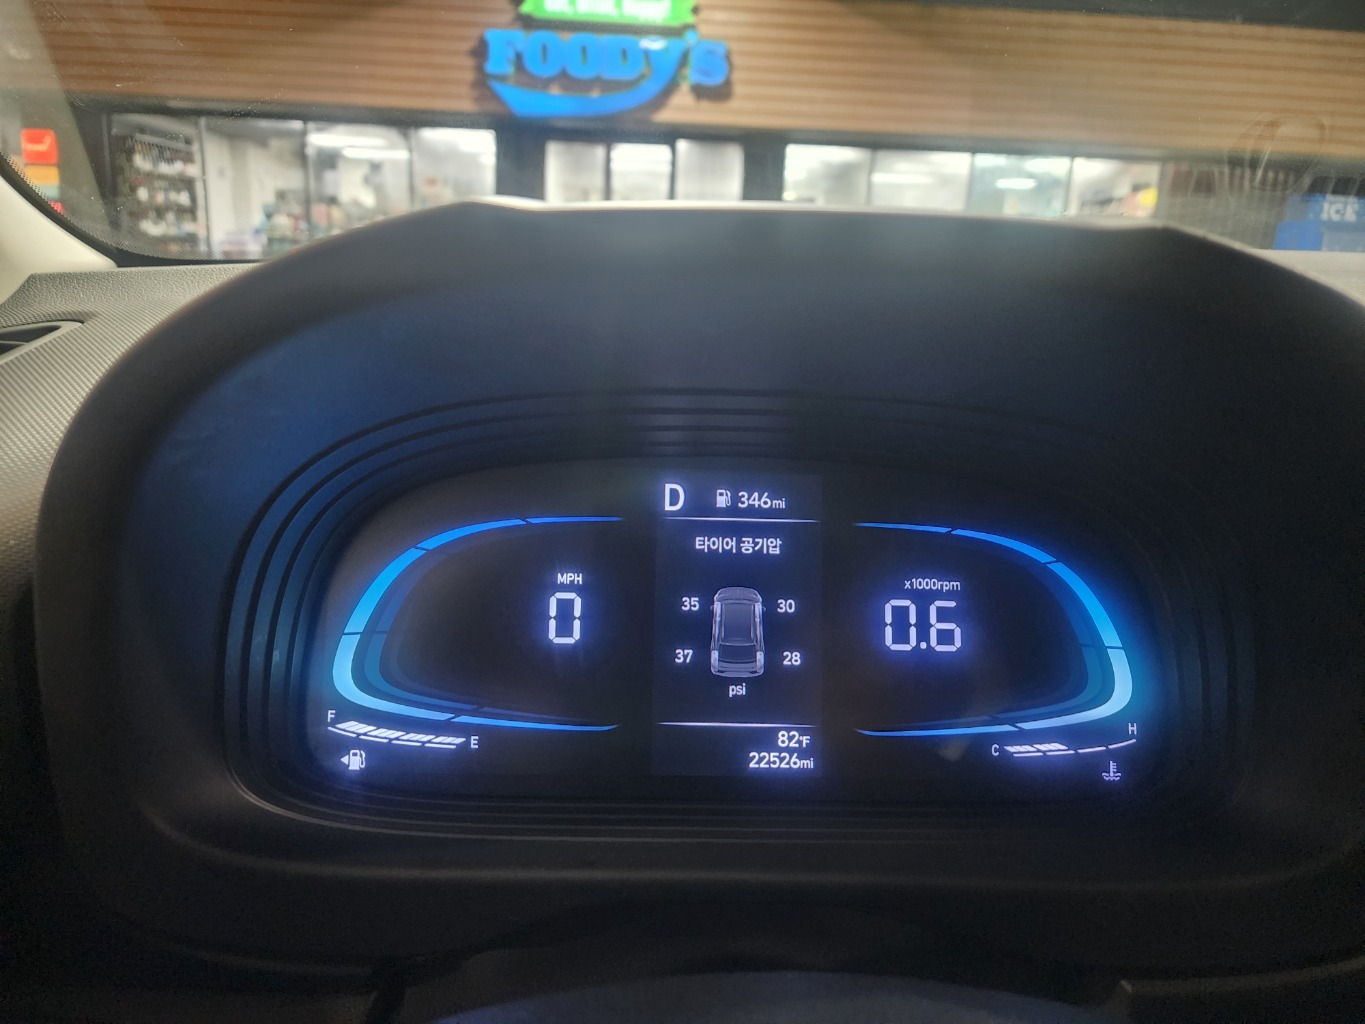 FOODY's
ICE
D 346mi
타이어 공기압
MPH
0
35 30
37 28
psi
x1000rpm
0.6
F E
C H
82°F
22526mi